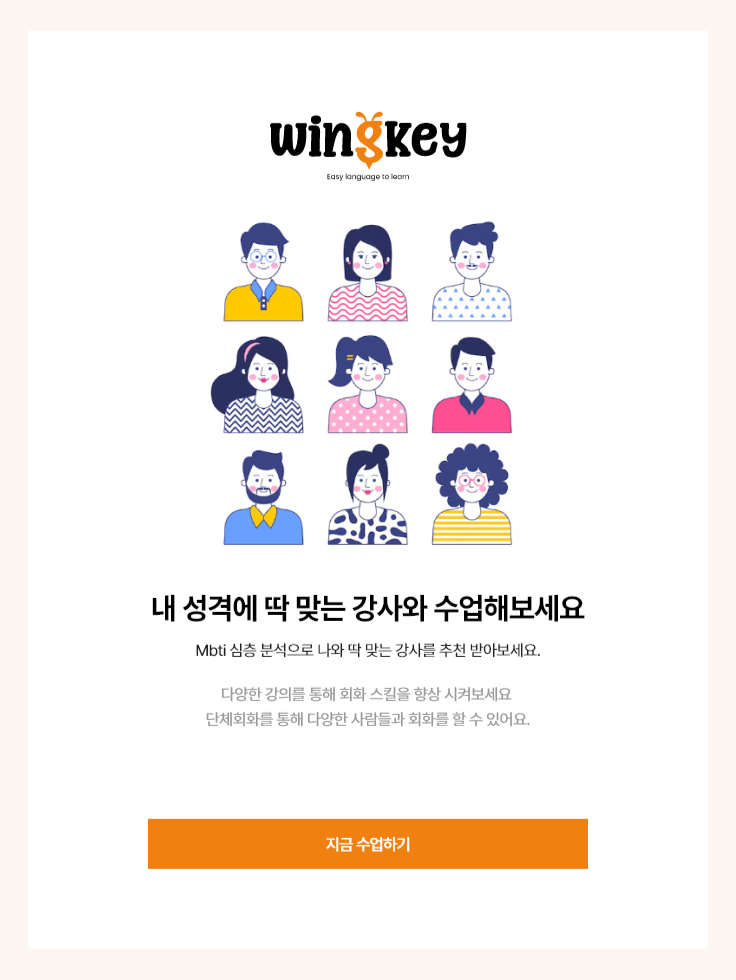 wingkey
Easy language to learn
내 성격에 딱 맞는 강사와 수업해보세요
Mbti 심층 분석으로 나와 딱 맞는 강사를 추천 받아보세요.
다양한 강의를 통해 회화 스킬을 향상 시켜보세요
단체회화를 통해 다양한 사람들과 회화를 할 수 있어요.
지금 수업하기